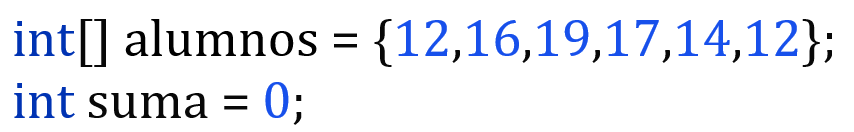 int[] alumnos = {12,16,19,17,14,12};
int suma = 0;